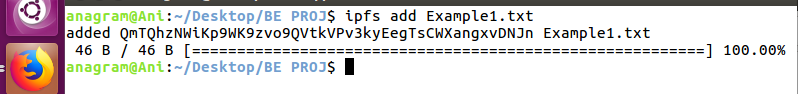 anagram@Ani:~/Desktop/BE PROJ$ ipfs add Example1.txt
added QmTQhzNWiKp9WK9zvo9QVtkVPv3kyEegTsCWXangxvDNJn Example1.txt
46 B / 46 B [=========================================================] 100.00%
anagram@Ani:~/Desktop/BE PROJ$